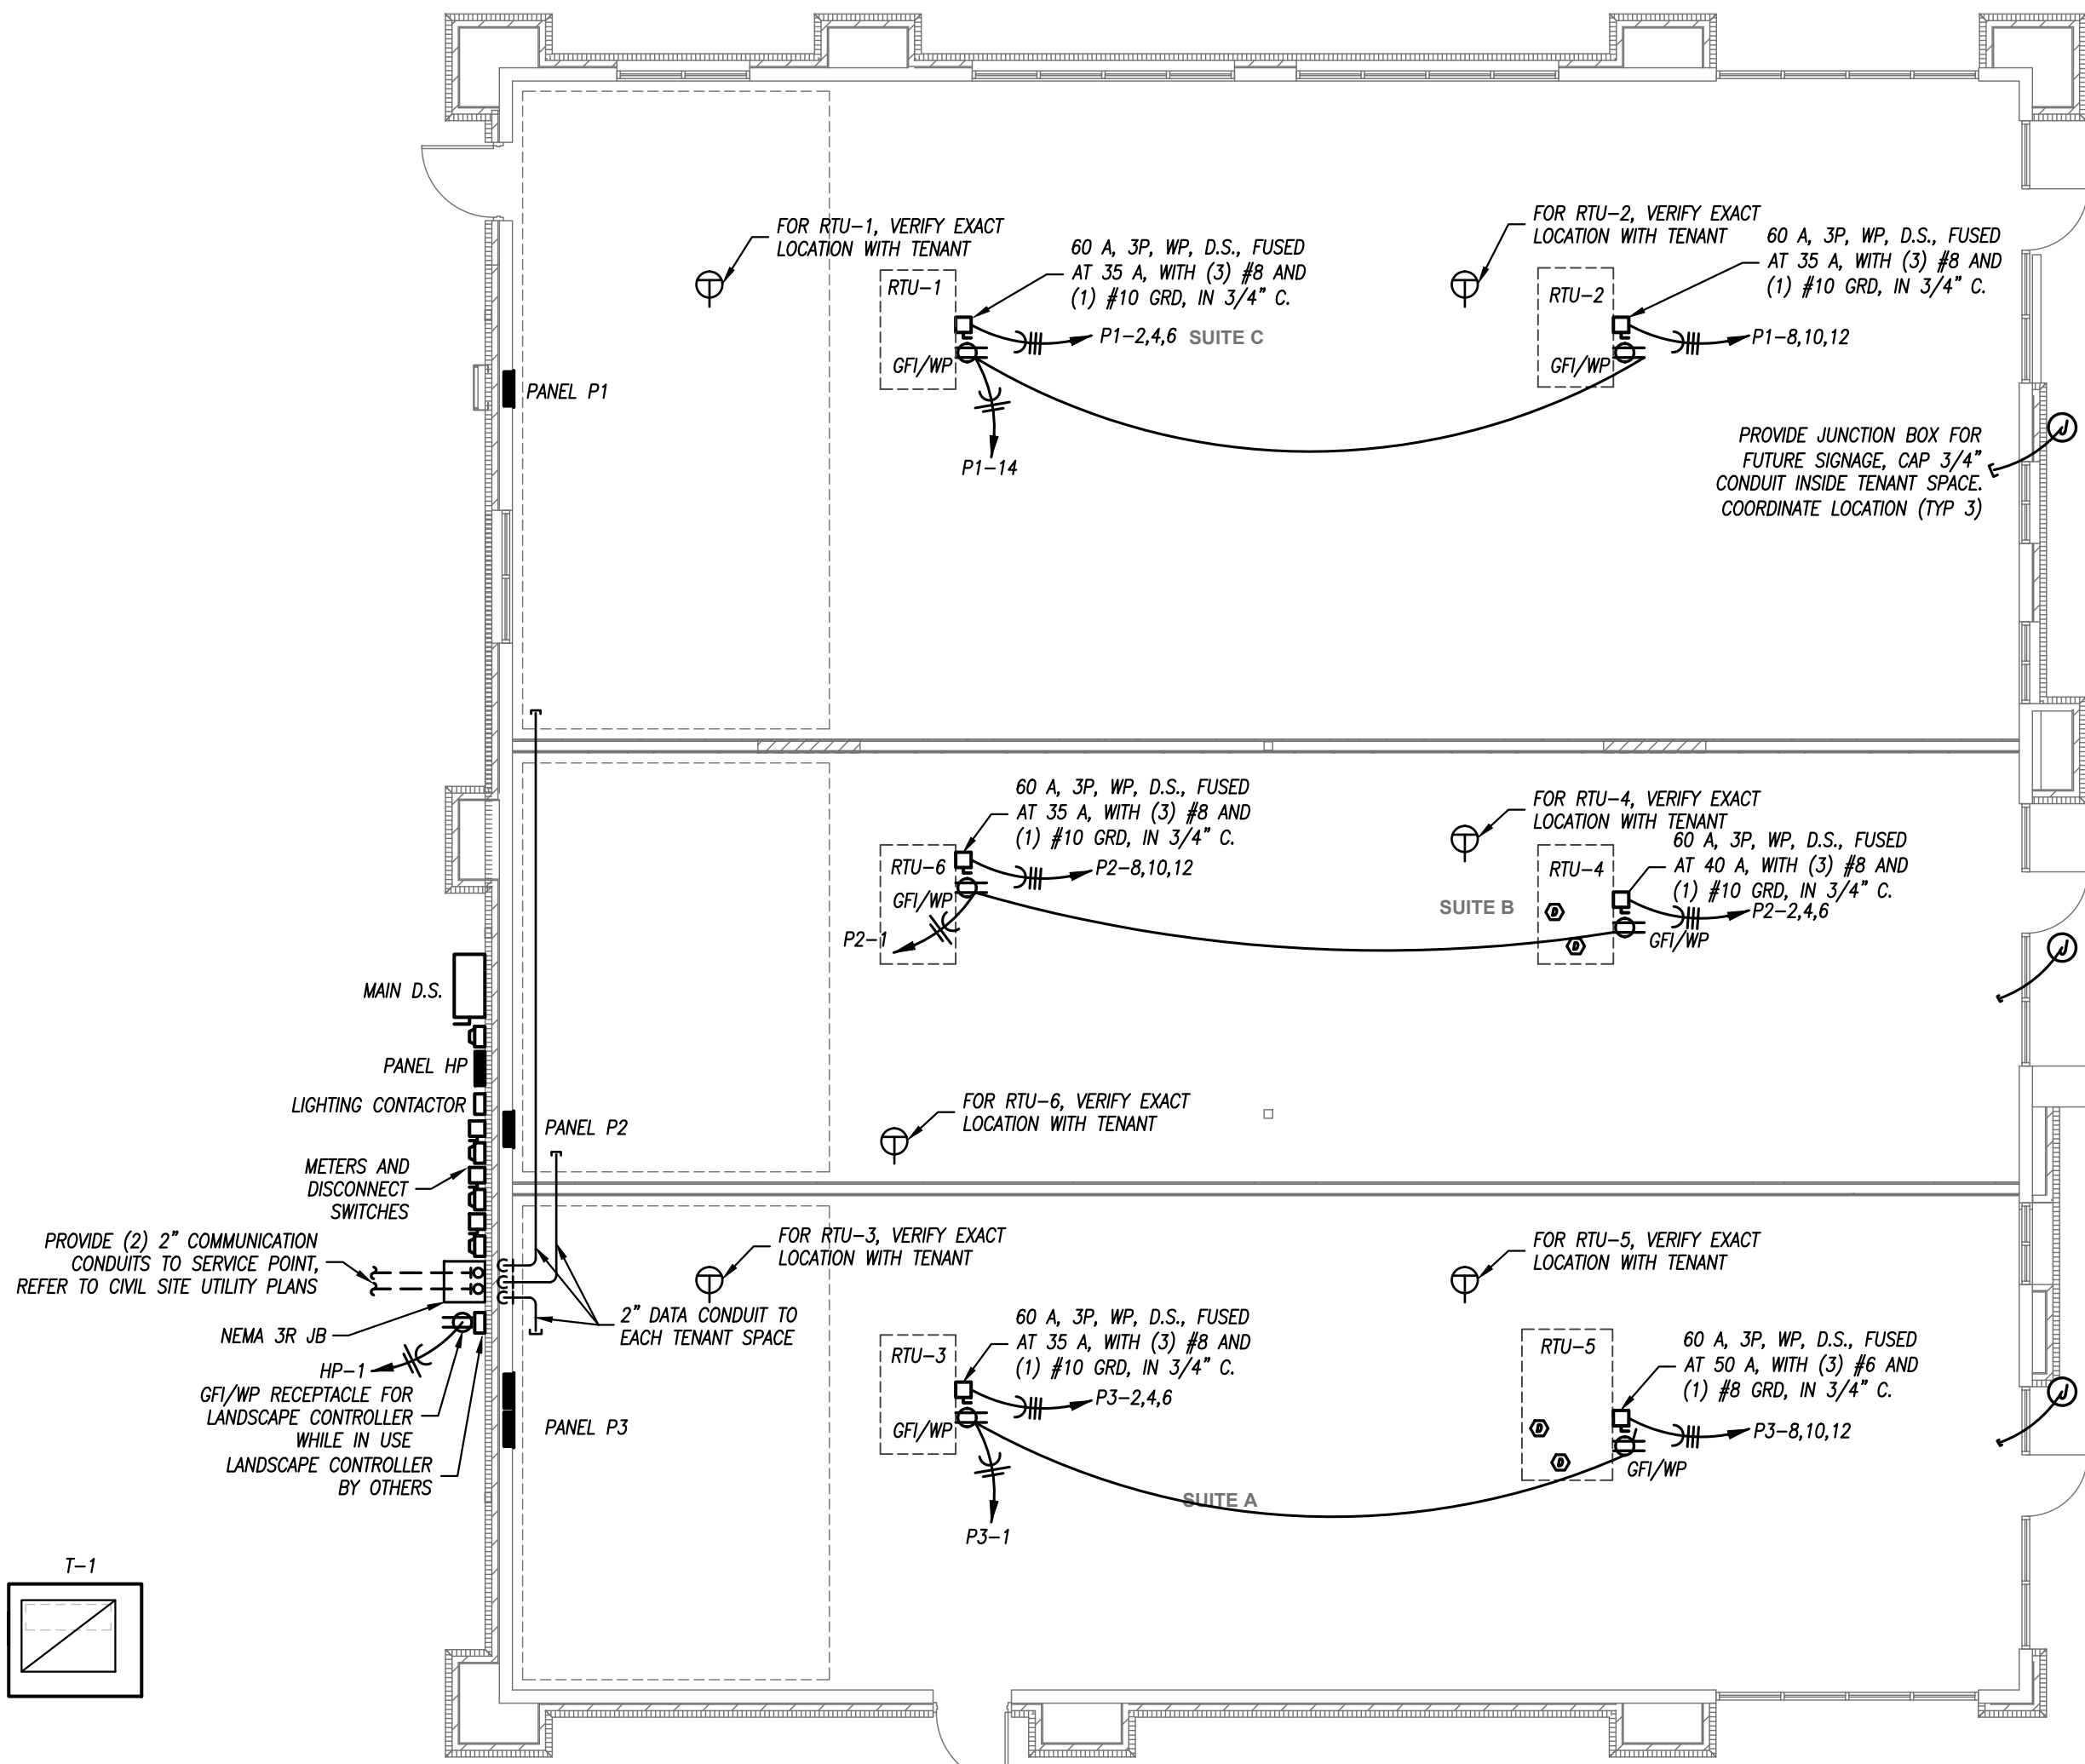 FOR RTU-1, VERIFY EXACT
LOCATION WITH TENANT
60 A, 3P, WP, D.S., FUSED
AT 35 A, WITH (3) #8 AND
(1) #10 GRD, IN 3/4" C.
RTU-1
GFI/WP
P1-2,4,6
SUITE C
P1-14
FOR RTU-2, VERIFY EXACT
LOCATION WITH TENANT
60 A, 3P, WP, D.S., FUSED
AT 35 A, WITH (3) #8 AND
(1) #10 GRD, IN 3/4" C.
RTU-2
GFI/WP
P1-8,10,12
PANEL P1
J
PROVIDE JUNCTION BOX FOR
FUTURE SIGNAGE, CAP 3/4"
CONDUIT INSIDE TENANT SPACE.
COORDINATE LOCATION (TYP 3)
60 A, 3P, WP, D.S., FUSED
AT 35 A, WITH (3) #8 AND
(1) #10 GRD, IN 3/4" C.
RTU-6
GFI/WP
P2-8,10,12
P2-1
FOR RTU-4, VERIFY EXACT
LOCATION WITH TENANT
60 A, 3P, WP, D.S., FUSED
AT 40 A, WITH (3) #8 AND
(1) #10 GRD, IN 3/4" C.
RTU-4
SUITE B
D
D
P2-2,4,6
GFI/WP
J
MAIN D.S.
PANEL HP
LIGHTING CONTACTOR
PANEL P2
FOR RTU-6, VERIFY EXACT
LOCATION WITH TENANT
METERS AND
DISCONNECT
SWITCHES
PROVIDE (2) 2" COMMUNICATION
CONDUITS TO SERVICE POINT,
REFER TO CIVIL SITE UTILITY PLANS
NEMA 3R JB
HP-1
GFI/WP RECEPTACLE FOR
LANDSCAPE CONTROLLER
WHILE IN USE
LANDSCAPE CONTROLLER
BY OTHERS
2" DATA CONDUIT TO
EACH TENANT SPACE
PANEL P3
FOR RTU-3, VERIFY EXACT
LOCATION WITH TENANT
60 A, 3P, WP, D.S., FUSED
AT 35 A, WITH (3) #8 AND
(1) #10 GRD, IN 3/4" C.
RTU-3
GFI/WP
P3-2,4,6
P3-1
SUITE A
FOR RTU-5, VERIFY EXACT
LOCATION WITH TENANT
60 A, 3P, WP, D.S., FUSED
AT 50 A, WITH (3) #6 AND
(1) #8 GRD, IN 3/4" C.
RTU-5
D
D
P3-8,10,12
GFI/WP
J
T-1